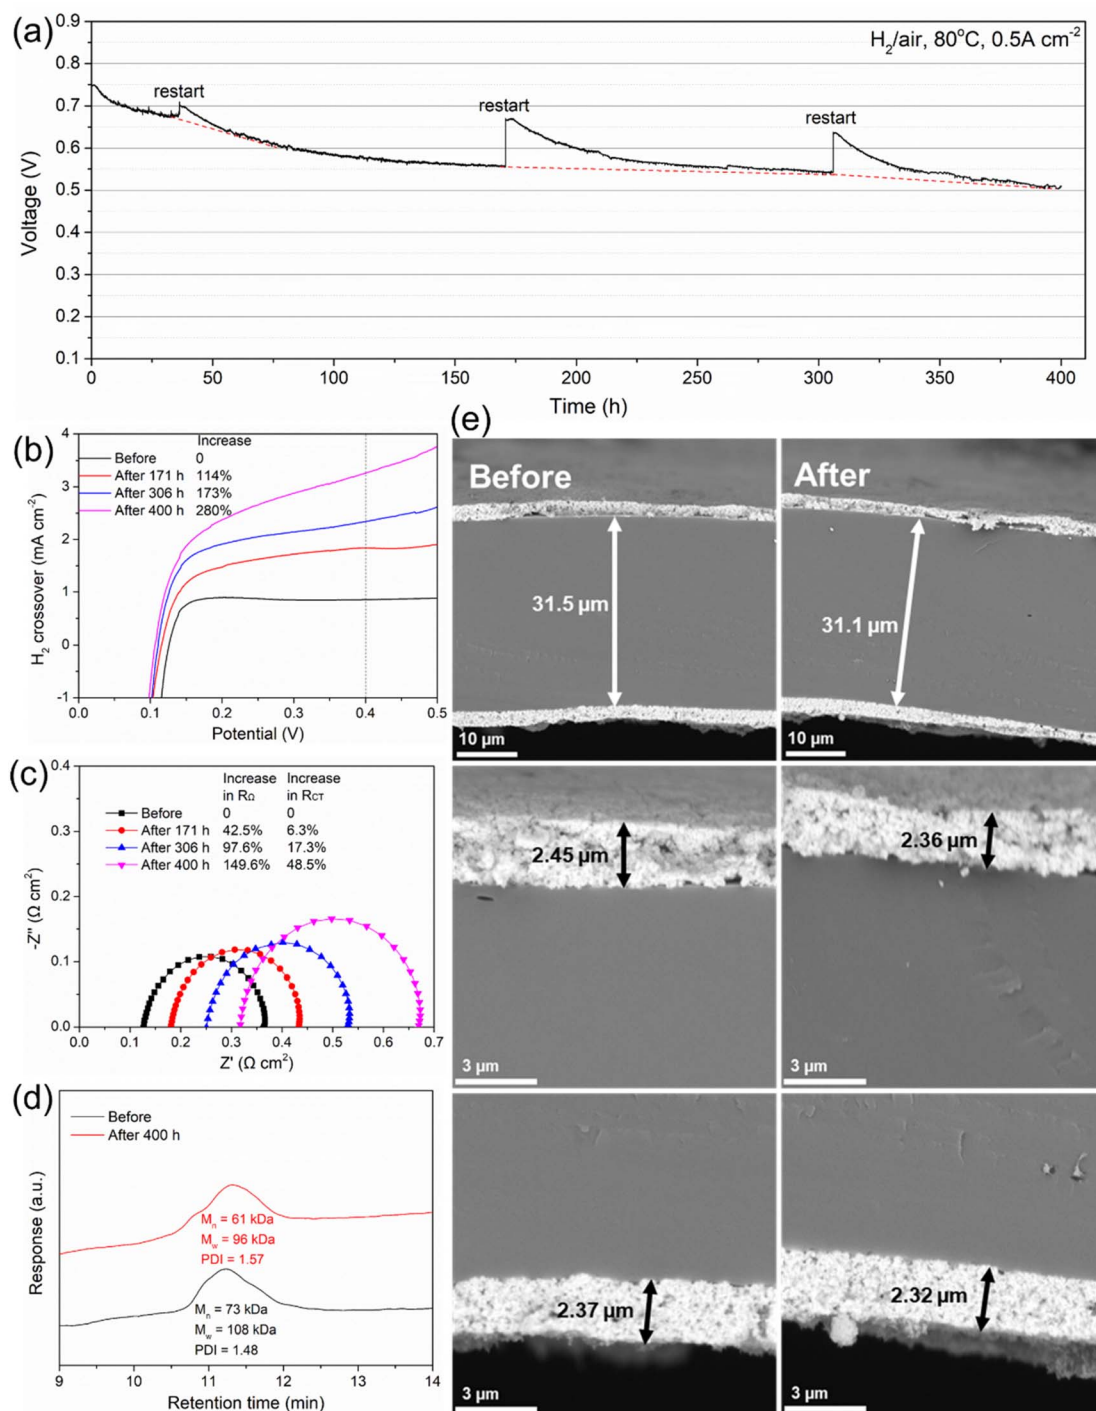 (a)
H₂/air, 80°C, 0.5A cm⁻²
restart
restart
restart
Voltage (V)
0.9
0.8
0.7
0.6
0.5
0.4
0.3
0.2
0.1
0 50 100 150 200 250 300 350 400
Time (h)
(b)
Increase
Before 0
After 171 h 114%
After 306 h 173%
After 400 h 280%
H₂ crossover (mA cm⁻²)
4
3
2
1
0
-1
0.0 0.1 0.2 0.3 0.4 0.5
Potential (V)
(c)
Increase Increase
in RΩ in RCT
Before 0 0
After 171 h 42.5% 6.3%
After 306 h 97.6% 17.3%
After 400 h 149.6% 48.5%
-Z" (Ω cm²)
0.4
0.3
0.2
0.1
0.0
0.0 0.1 0.2 0.3 0.4 0.5 0.6 0.7
Z' (Ω cm²)
(d)
Before
After 400 h
Response (a.u.)
Mn = 61 kDa
Mw = 96 kDa
PDI = 1.57
Mn = 73 kDa
Mw = 108 kDa
PDI = 1.48
9 10 11 12 13 14
Retention time (min)
(e)
Before
After
31.5 µm
31.1 µm
10 µm
10 µm
2.45 µm
2.36 µm
3 µm
3 µm
2.37 µm
2.32 µm
3 µm
3 µm